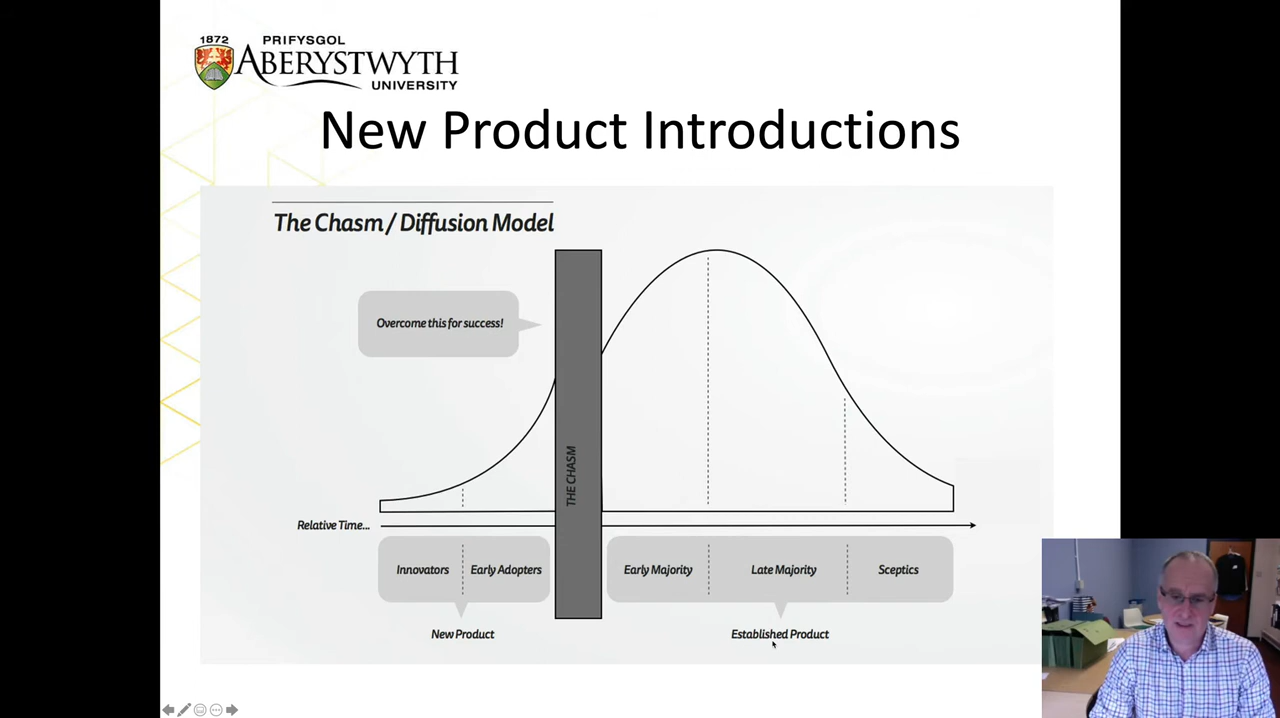 1872
PRIFYSGOL
ABERYSTWYTH
UNIVERSITY
New Product Introductions
The Chasm / Diffusion Model
Overcome this for success!
THE CHASM
Relative Time...
Innovators
Early Adopters
Early Majority
Late Majority
Sceptics
New Product
Established Product